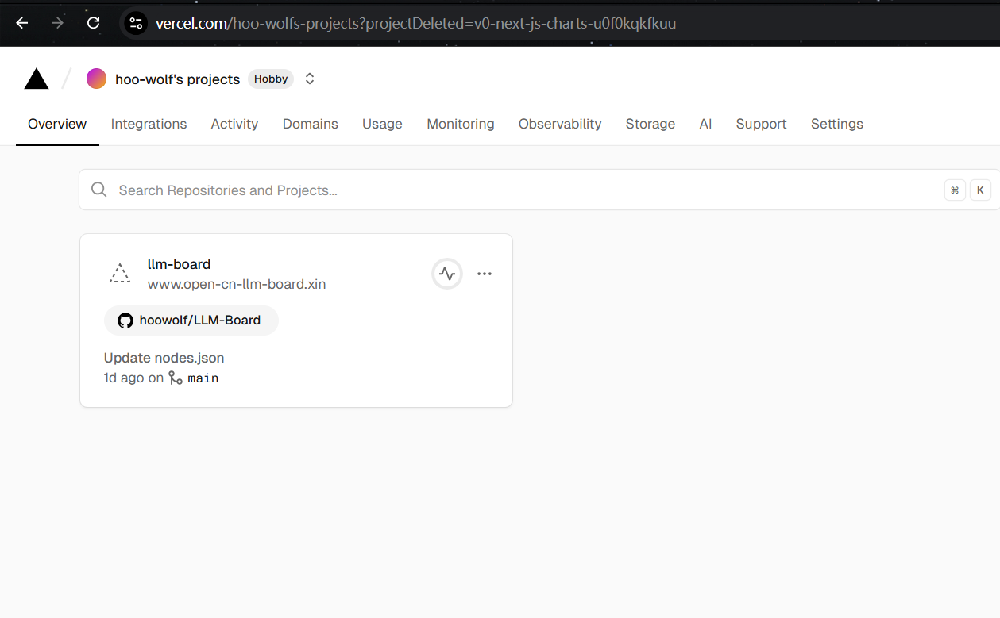 vercel.com/hoo-wolfs-projects?projectDeleted=v0-next-js-charts-u0f0kqkfkuu
hoo-wolf's projects Hobby
Overview Integrations Activity Domains Usage Monitoring Observability Storage AI Support Settings
Search Repositories and Projects... ⌘ K
llm-board
www.open-cn-llm-board.xin
hoowolf/LLM-Board
Update nodes.json
1d ago on main